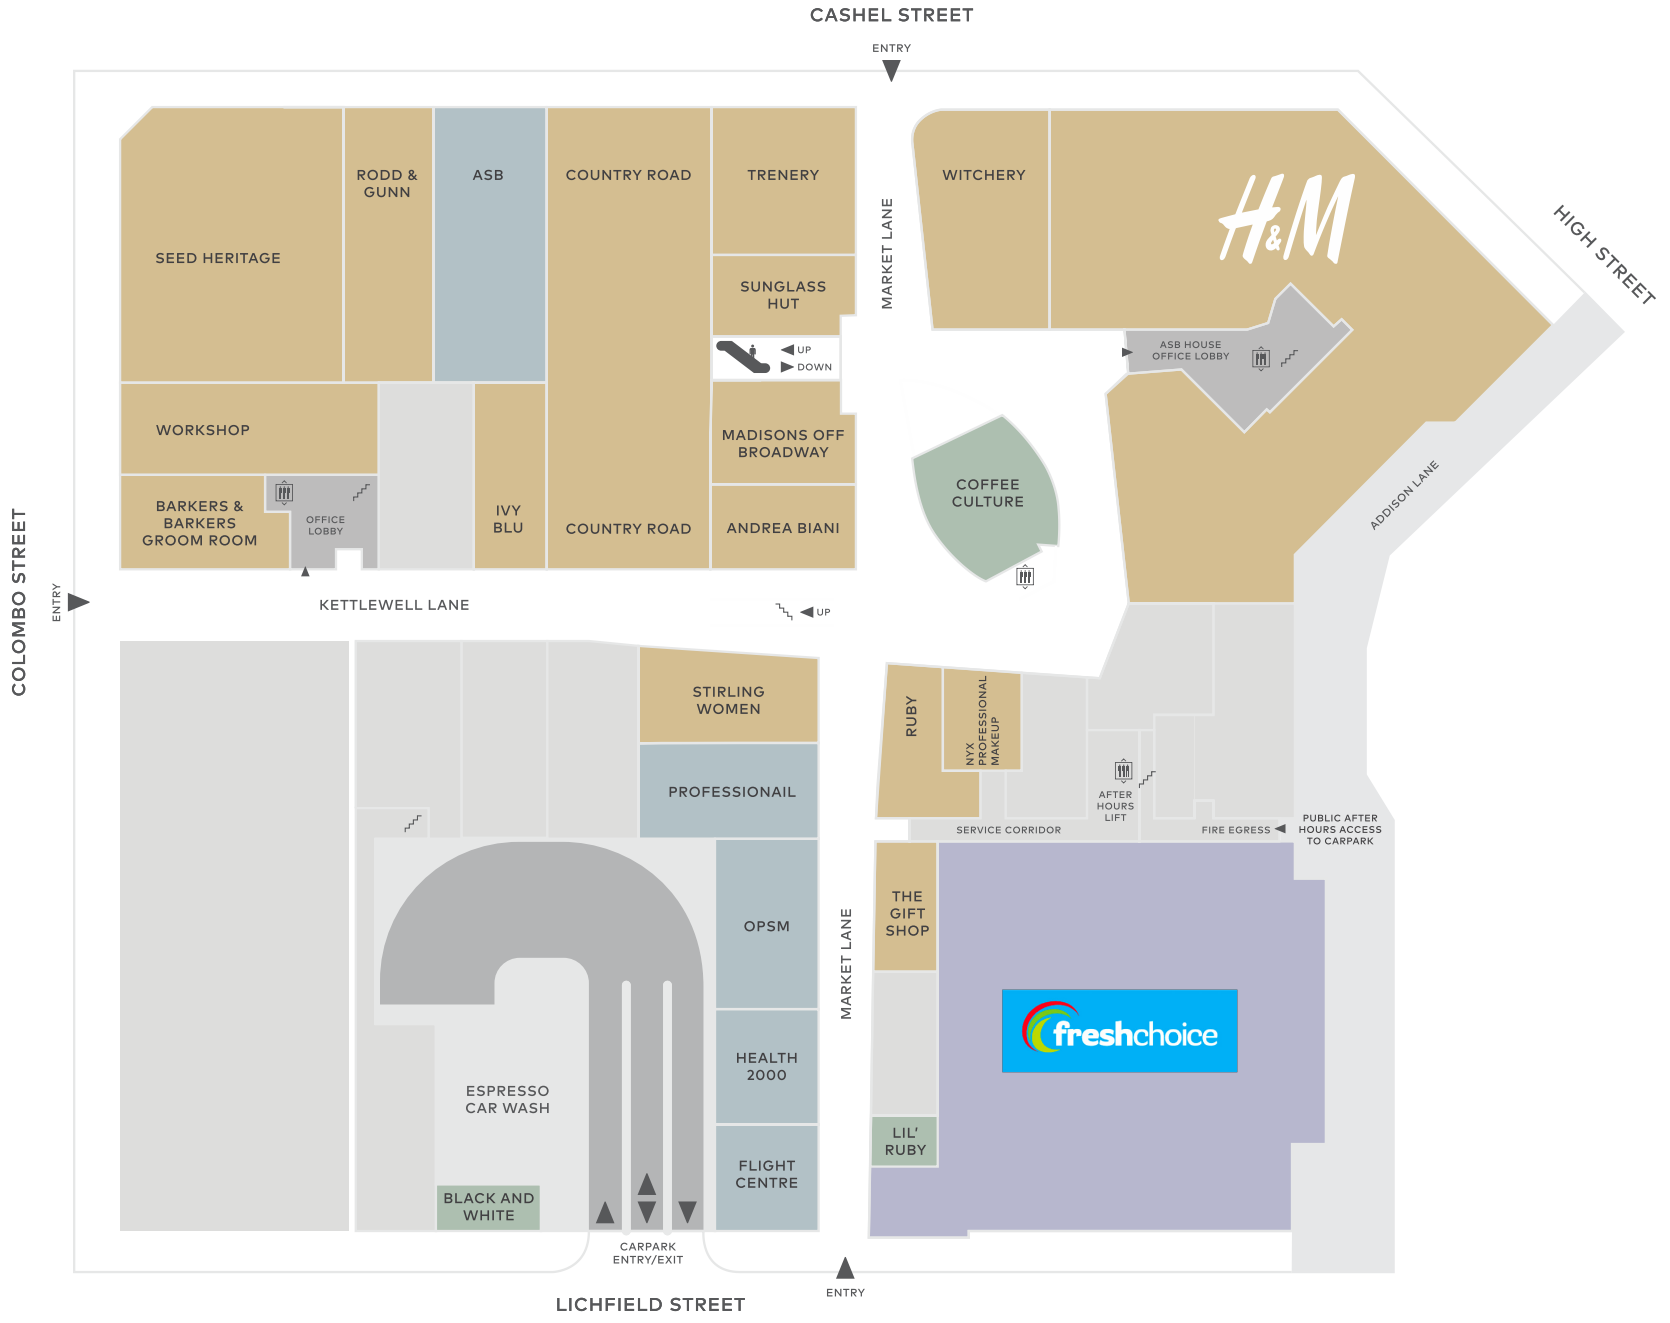 CASHEL STREET
ENTRY
RODD &
GUNN
ASB
COUNTRY ROAD
TRENERY
WITCHERY
MARKET LANE
H&M
HIGH STREET
SEED HERITAGE
SUNGLASS
HUT
UP
DOWN
ASB HOUSE
OFFICE LOBBY
WORKSHOP
MADISONS OFF
BROADWAY
COFFEE
CULTURE
ADDISON LANE
BARKERS &
BARKERS
GROOM ROOM
OFFICE
LOBBY
IVY
BLU
COUNTRY ROAD
ANDREA BIANI
COLOMBO STREET
ENTRY
KETTLEWELL LANE
UP
STIRLING
WOMEN
RUBY
NYX
PROFESSIONAL
MAKEUP
PROFESSIONAIL
AFTER
HOURS
LIFT
SERVICE CORRIDOR
FIRE EGRESS
PUBLIC AFTER
HOURS ACCESS
TO CARPARK
THE
GIFT
SHOP
OPSM
MARKET LANE
freshchoice
HEALTH
2000
ESPRESSO
CAR WASH
LIL'
RUBY
FLIGHT
CENTRE
BLACK AND
WHITE
CARPARK
ENTRY/EXIT
ENTRY
LICHFIELD STREET